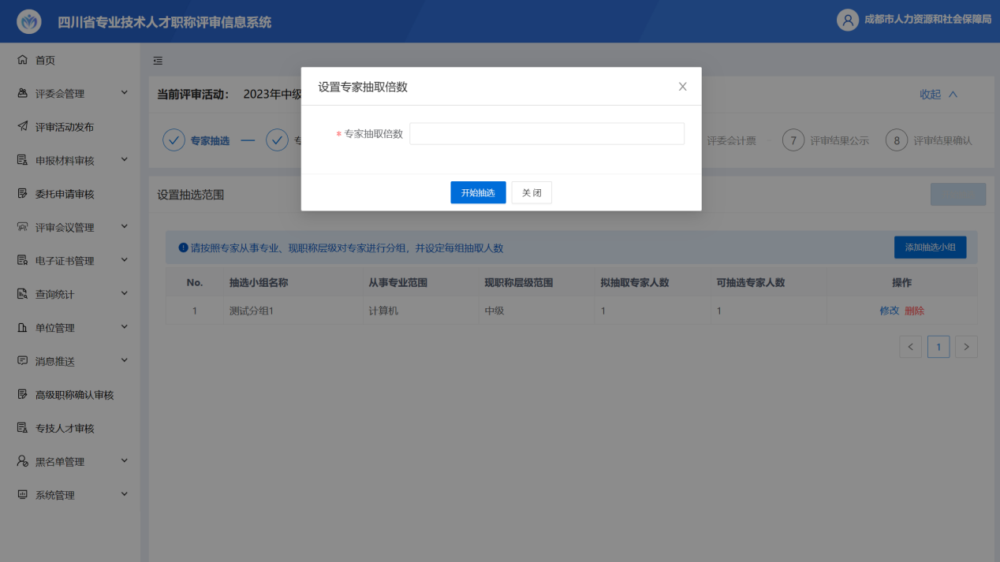 四川省专业技术人才职称评审信息系统
成都市人力资源和社会保障局
首页
评委会管理
评审活动发布
申报材料审核
委托申请审核
评审会议管理
电子证书管理
查询统计
单位管理
消息推送
高级职称确认审核
专技人才审核
黑名单管理
系统管理
当前评审活动： 2023年中级
收起
专家抽选
评委会计票
7 评审结果公示
8 评审结果确认
设置专家抽取倍数
* 专家抽取倍数
开始抽选 关 闭
设置抽选范围
请按照专家从事专业、现职称层级对专家进行分组，并设定每组抽取人数
添加抽选小组
No. 抽选小组名称 从事专业范围 现职称层级范围 拟抽取专家人数 可抽选专家人数 操作
1 测试分组1 计算机 中级 1 1 修改 删除
< 1 >